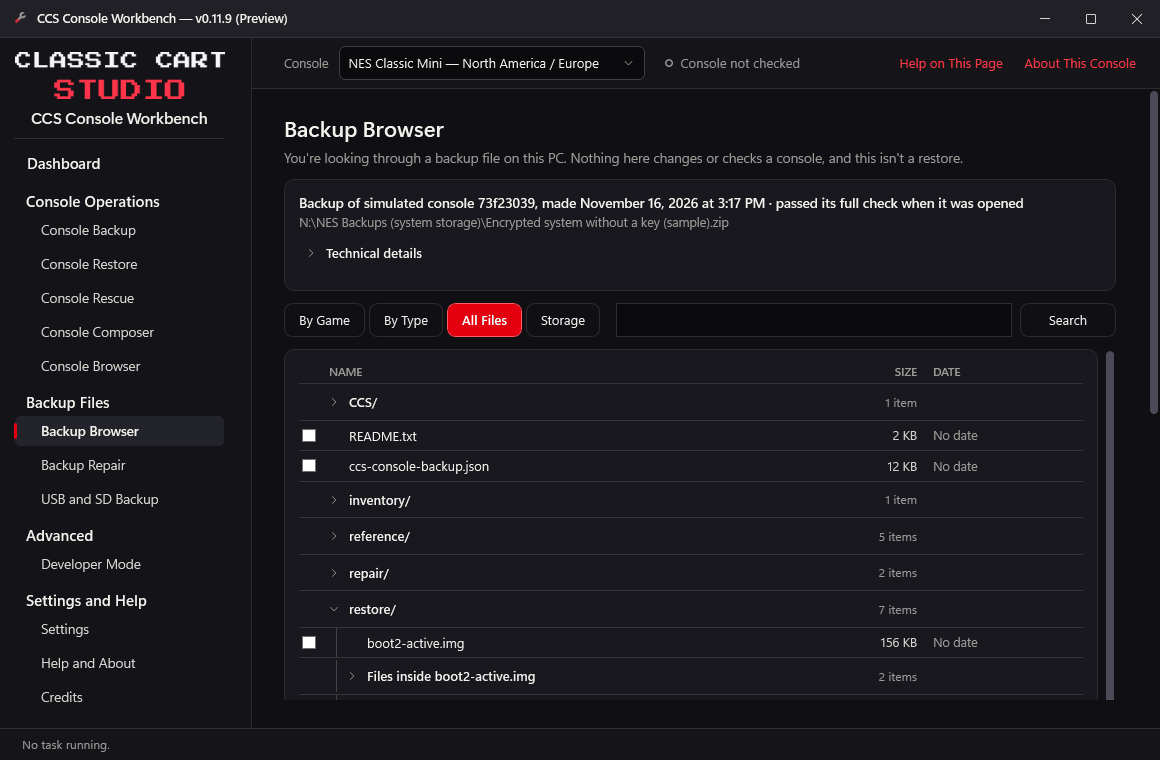 CCS Console Workbench — v0.11.9 (Preview)
CLASSIC CART
STUDIO
CCS Console Workbench
Dashboard
Console Operations
Console Backup
Console Restore
Console Rescue
Console Composer
Console Browser
Backup Files
Backup Browser
Backup Repair
USB and SD Backup
Advanced
Developer Mode
Settings and Help
Settings
Help and About
Credits
Console NES Classic Mini — North America / Europe Console not checked Help on This Page About This Console
Backup Browser
You're looking through a backup file on this PC. Nothing here changes or checks a console, and this isn't a restore.
Backup of simulated console 73f23039, made November 16, 2026 at 3:17 PM · passed its full check when it was opened
N:\NES Backups (system storage)\Encrypted system without a key (sample).zip
Technical details
By Game By Type All Files Storage Search
NAME SIZE DATE
CCS/ 1 item
README.txt 2 KB No date
ccs-console-backup.json 12 KB No date
inventory/ 1 item
reference/ 5 items
repair/ 2 items
restore/ 7 items
boot2-active.img 156 KB No date
Files inside boot2-active.img 2 items
No task running.